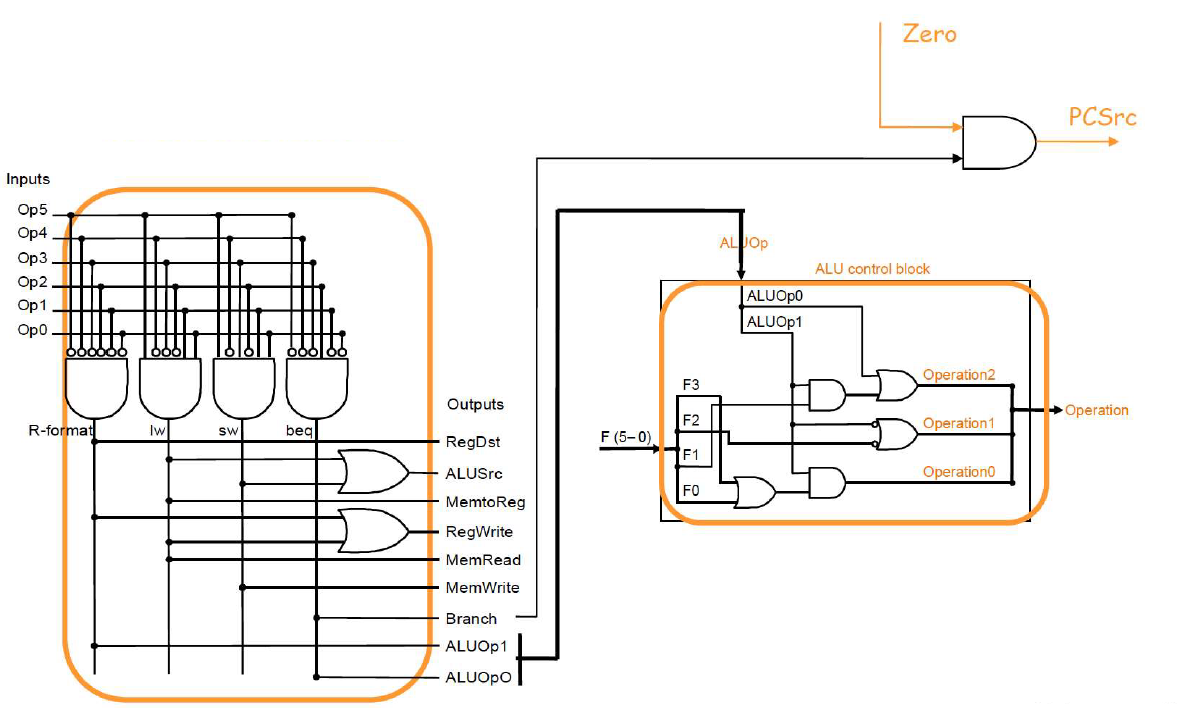 Zero
PCSrc
Inputs
Op5
Op4
Op3
Op2
Op1
Op0
R-format
lw
sw
beq
Outputs
RegDst
ALUSrc
MemtoReg
RegWrite
MemRead
MemWrite
Branch
ALUOp1
ALUOpO
ALUOp
ALU control block
ALUOp0
ALUOp1
F3
F2
F (5–0)
F1
F0
Operation2
Operation1
Operation0
Operation